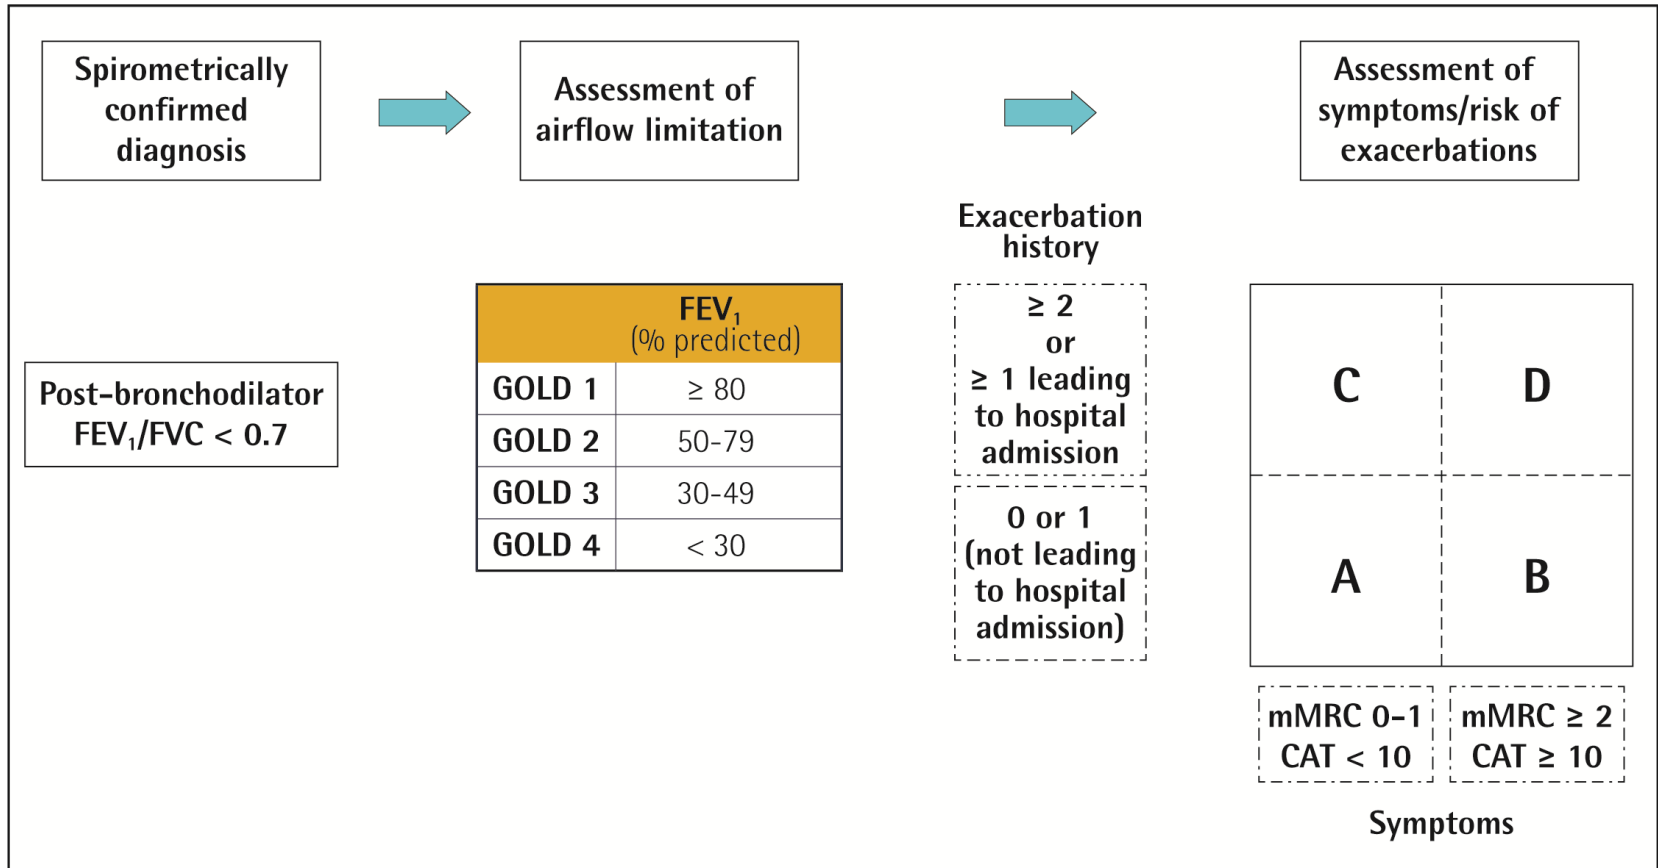 Spirometrically
confirmed
diagnosis
Assessment of
airflow limitation
Assessment of
symptoms/risk of
exacerbations
Exacerbation
history
Post-bronchodilator
FEV₁/FVC < 0.7
FEV₁
(% predicted)
GOLD 1 ≥ 80
GOLD 2 50-79
GOLD 3 30-49
GOLD 4 < 30
≥ 2
or
≥ 1 leading
to hospital
admission
0 or 1
(not leading
to hospital
admission)
C D
A B
mMRC 0-1
CAT < 10
mMRC ≥ 2
CAT ≥ 10
Symptoms